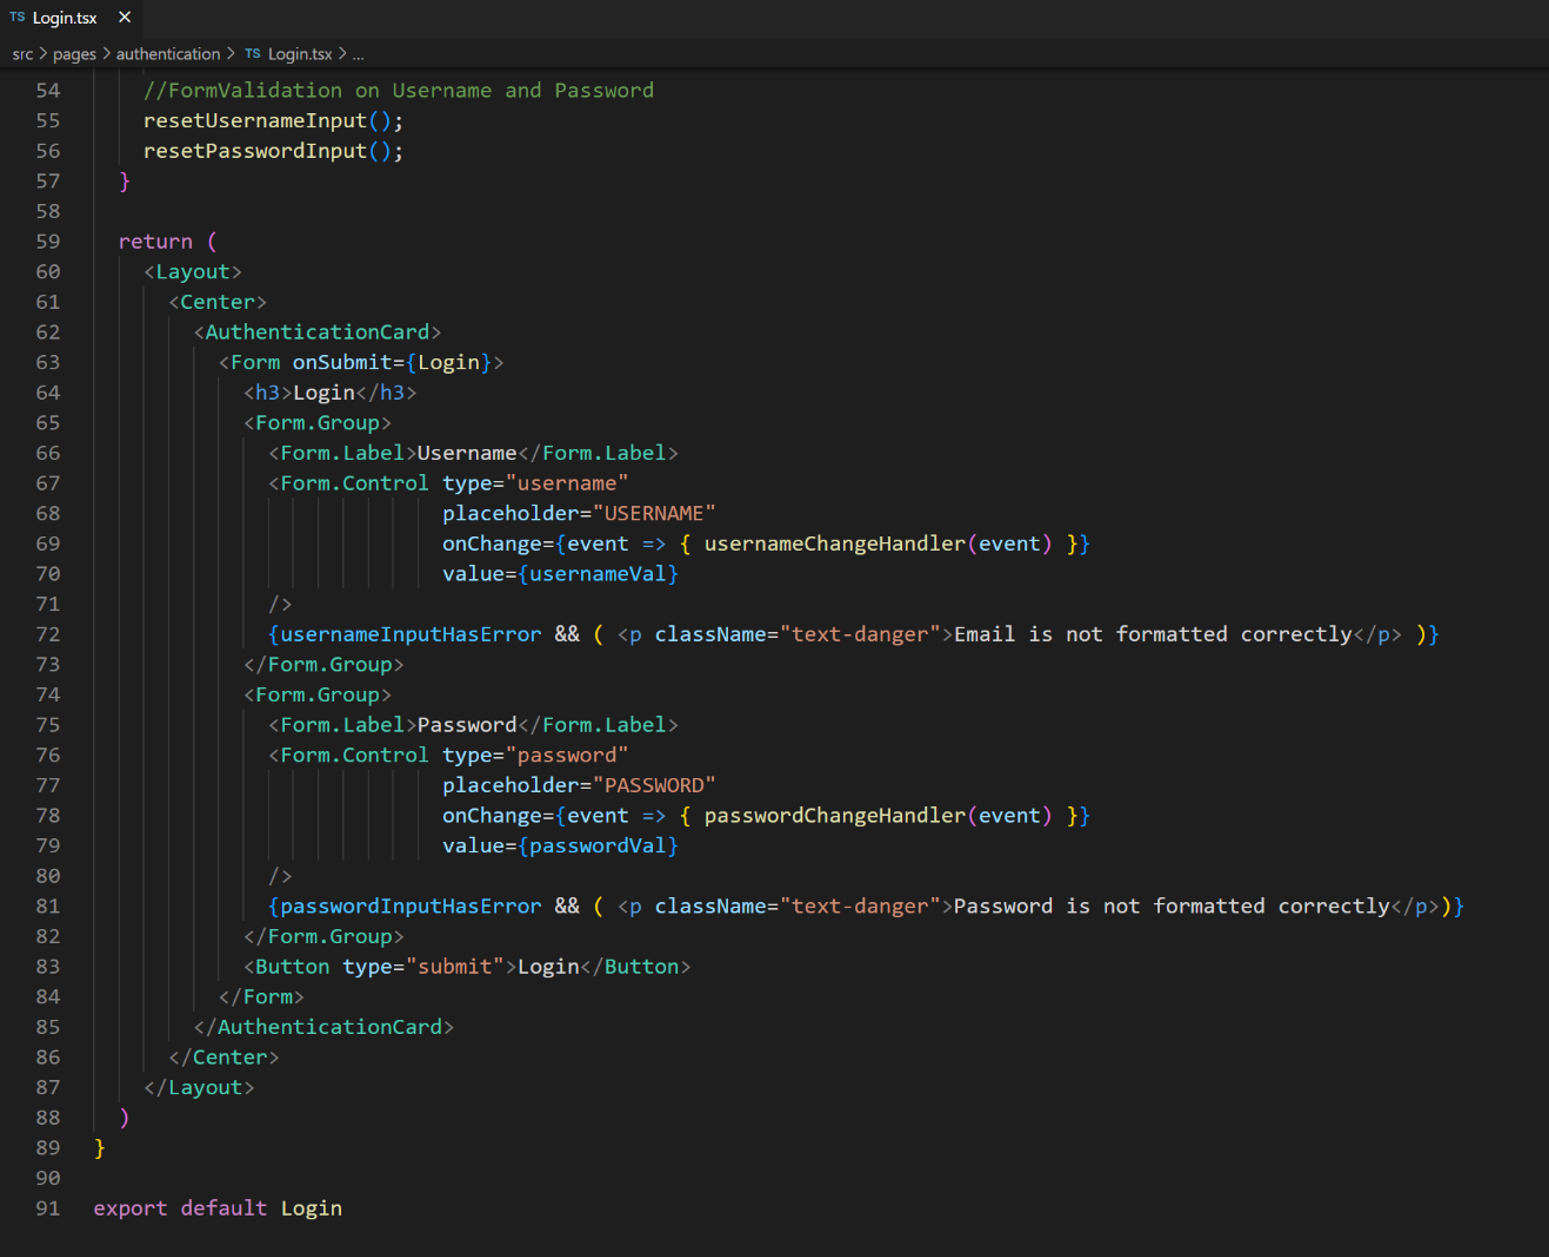 TS Login.tsx ×
src > pages > authentication > TS Login.tsx > ...
54 //FormValidation on Username and Password
55 resetUsernameInput();
56 resetPasswordInput();
57 }
58
59 return (
60 <Layout>
61 <Center>
62 <AuthenticationCard>
63 <Form onSubmit={Login}>
64 <h3>Login</h3>
65 <Form.Group>
66 <Form.Label>Username</Form.Label>
67 <Form.Control type="username"
68 placeholder="USERNAME"
69 onChange={event => { usernameChangeHandler(event) }}
70 value={usernameVal}
71 />
72 {usernameInputHasError && ( <p className="text-danger">Email is not formatted correctly</p> )}
73 </Form.Group>
74 <Form.Group>
75 <Form.Label>Password</Form.Label>
76 <Form.Control type="password"
77 placeholder="PASSWORD"
78 onChange={event => { passwordChangeHandler(event) }}
79 value={passwordVal}
80 />
81 {passwordInputHasError && ( <p className="text-danger">Password is not formatted correctly</p>)}
82 </Form.Group>
83 <Button type="submit">Login</Button>
84 </Form>
85 </AuthenticationCard>
86 </Center>
87 </Layout>
88 )
89 }
90
91 export default Login